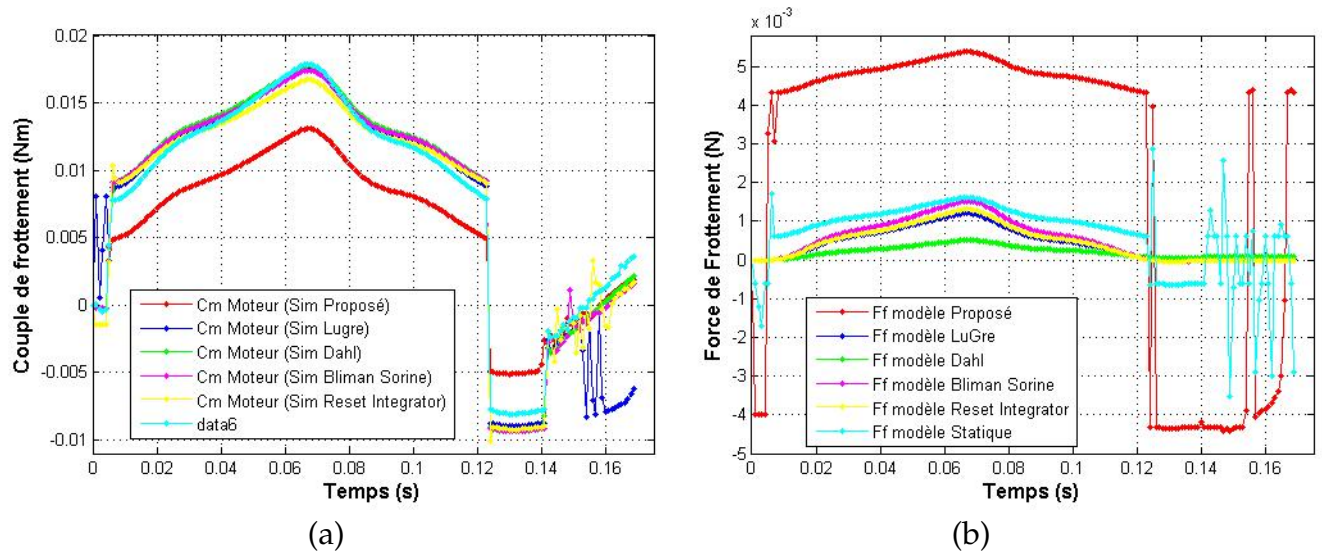 0.02
0.015
0.01
0.005
0
-0.005
-0.01
Couple de frottement (Nm)
Cm Moteur (Sim Proposé)
Cm Moteur (Sim Lugre)
Cm Moteur (Sim Dahl)
Cm Moteur (Sim Bliman Sorine)
Cm Moteur (Sim Reset Integrator)
data6
0 0.02 0.04 0.06 0.08 0.1 0.12 0.14 0.16
Temps (s)
(a)
x 10⁻³
5
4
3
2
1
0
-1
-2
-3
-4
-5
Force de Frottement (N)
Ff modèle Proposé
Ff modèle LuGre
Ff modèle Dahl
Ff modèle Bliman Sorine
Ff modèle Reset Integrator
Ff modèle Statique
0 0.02 0.04 0.06 0.08 0.1 0.12 0.14 0.16
Temps (s)
(b)